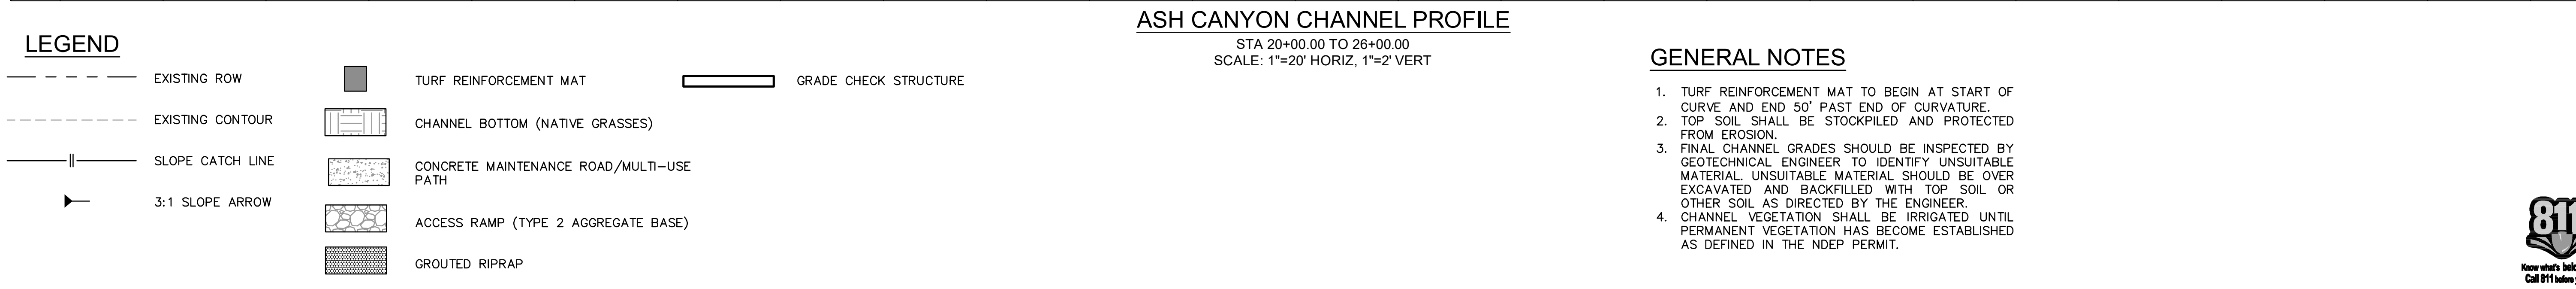 ASH CANYON CHANNEL PROFILE
STA 20+00.00 TO 26+00.00
SCALE: 1"=20' HORIZ, 1"=2' VERT
LEGEND
EXISTING ROW
EXISTING CONTOUR
SLOPE CATCH LINE
3:1 SLOPE ARROW
TURF REINFORCEMENT MAT
CHANNEL BOTTOM (NATIVE GRASSES)
CONCRETE MAINTENANCE ROAD/MULTI-USE
PATH
ACCESS RAMP (TYPE 2 AGGREGATE BASE)
GROUTED RIPRAP
GRADE CHECK STRUCTURE
GENERAL NOTES
1. TURF REINFORCEMENT MAT TO BEGIN AT START OF
CURVE AND END 50' PAST END OF CURVATURE.
2. TOP SOIL SHALL BE STOCKPILED AND PROTECTED
FROM EROSION.
3. FINAL CHANNEL GRADES SHOULD BE INSPECTED BY
GEOTECHNICAL ENGINEER TO IDENTIFY UNSUITABLE
MATERIAL. UNSUITABLE MATERIAL SHOULD BE OVER
EXCAVATED AND BACKFILLED WITH TOP SOIL OR
OTHER SOIL AS DIRECTED BY THE ENGINEER.
4. CHANNEL VEGETATION SHALL BE IRRIGATED UNTIL
PERMANENT VEGETATION HAS BECOME ESTABLISHED
AS DEFINED IN THE NDEP PERMIT.
811
Know what's
Call 811 before